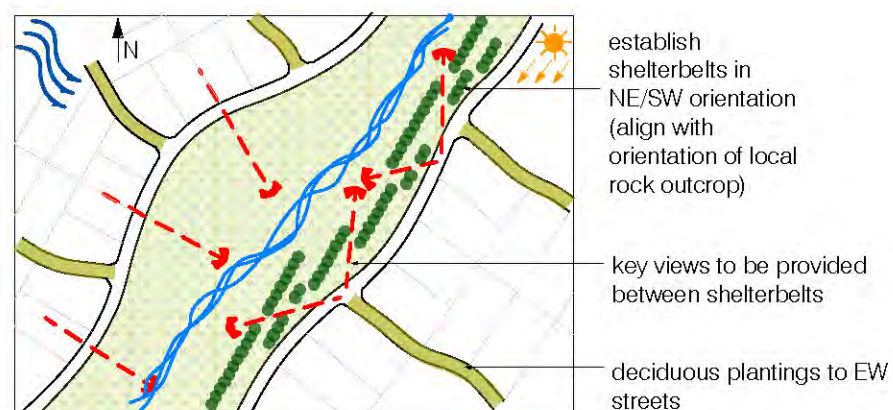 N
establish
shelterbelts in
NE/SW orientation
(align with
orientation of local
rock outcrop)
key views to be provided
between shelterbelts
deciduous plantings to EW
streets